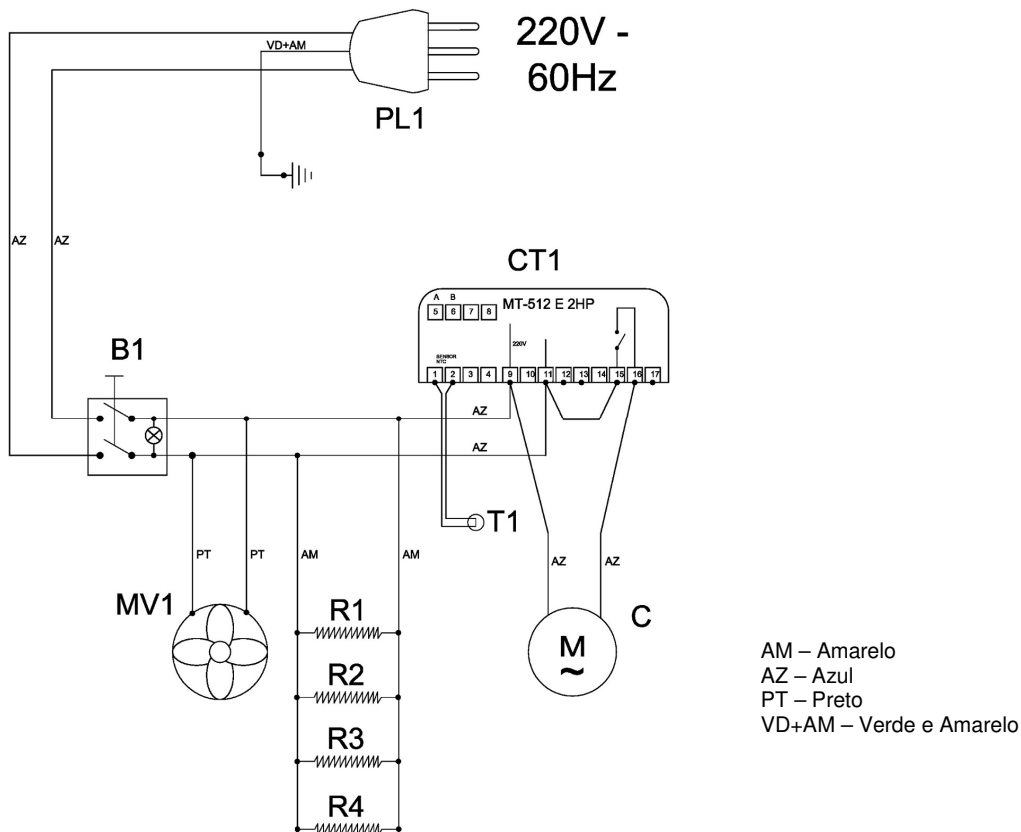 220V -
60Hz
VD+AM
PL1
AZ
AZ
CT1
A B
MT-512 E 2HP
5 6 7 8
220V
SENSOR
NTC
1 2 3 4 9 10 11 12 13 14 15 16 17
B1
AZ
AZ
T1
PT
PT
AM
AM
AZ
AZ
MV1
R1
C
M
~
R2
R3
R4
AM – Amarelo
AZ – Azul
PT – Preto
VD+AM – Verde e Amarelo